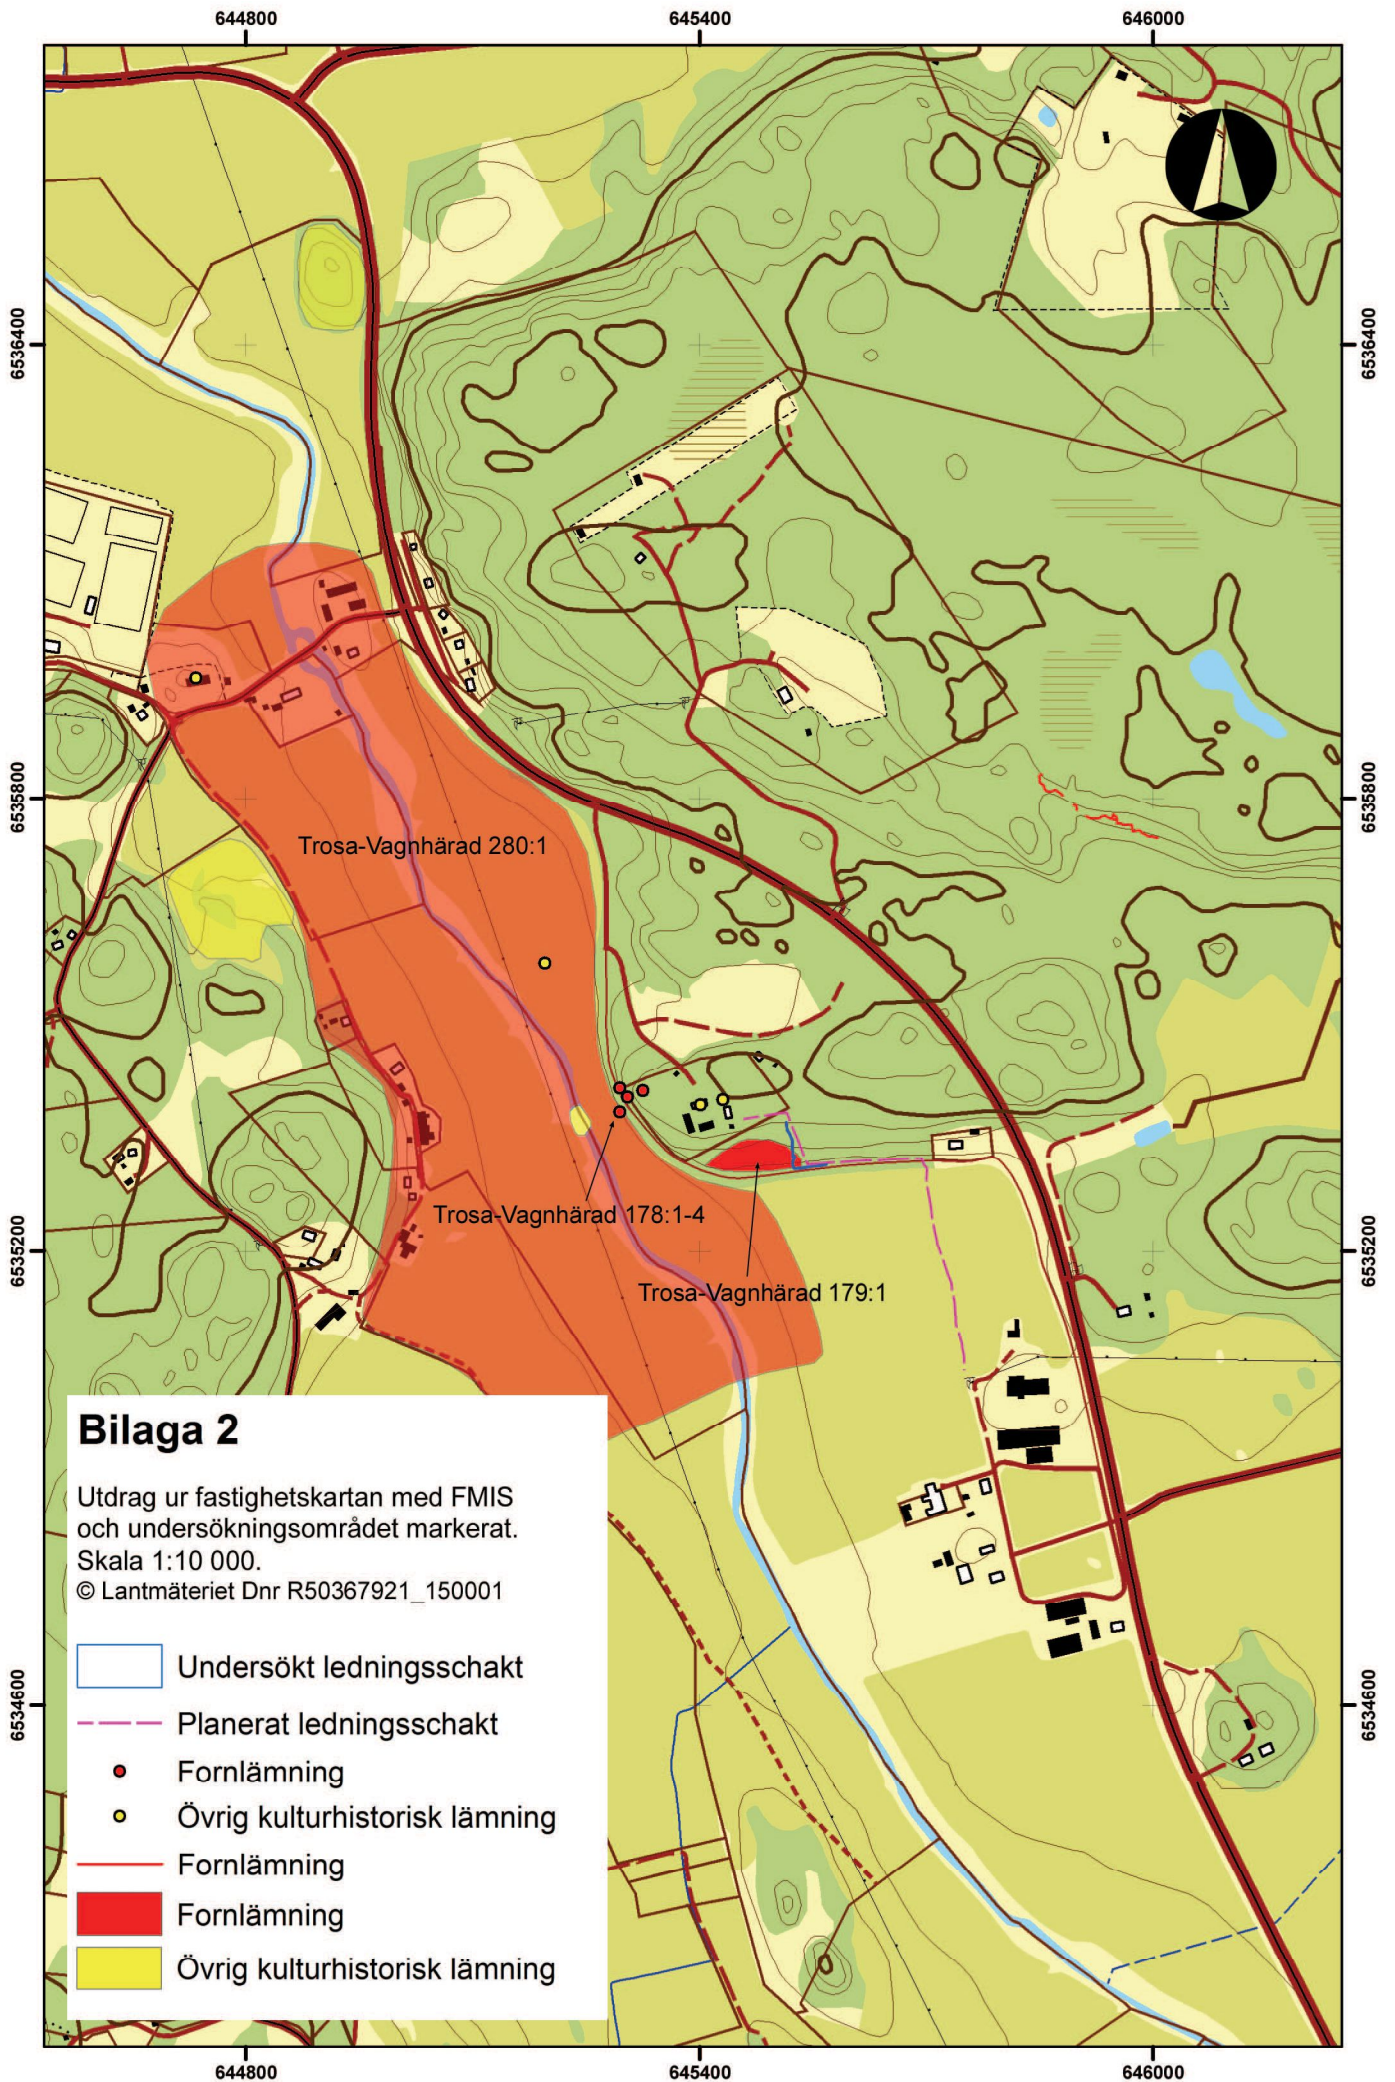 644800
645400
646000
6536400
6536400
6535800
6535800
Trosa-Vagnhärad 280:1
Trosa-Vagnhärad 178:1-4
6535200
6535200
Trosa-Vagnhärad 179:1
Bilaga 2
Utdrag ur fastighetskartan med FMIS
och undersökningsområdet markerat.
Skala 1:10 000.
© Lantmäteriet Dnr R50367921_150001
Undersökt ledningsschakt
Planerat ledningsschakt
Fornlämning
Övrig kulturhistorisk lämning
Fornlämning
Fornlämning
Övrig kulturhistorisk lämning
6534600
6534600
644800
645400
646000